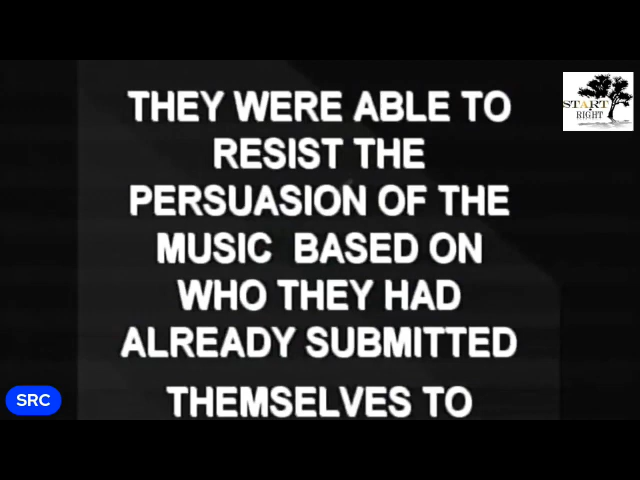 THEY WERE ABLE TO
RESIST THE
PERSUASION OF THE
MUSIC BASED ON
WHO THEY HAD
ALREADY SUBMITTED
THEMSELVES TO
START
RIGHT
SRC